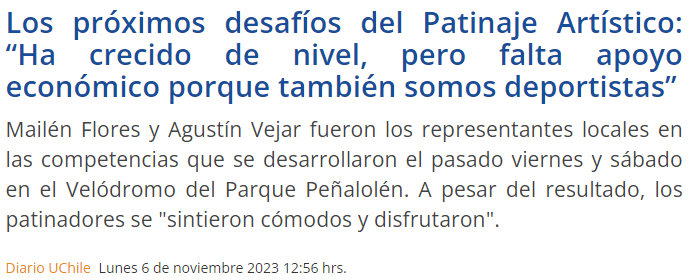 Los próximos desafíos del Patinaje Artístico:
“Ha crecido de nivel, pero falta apoyo
económico porque también somos deportistas”
Mailén Flores y Agustín Vejar fueron los representantes locales en
las competencias que se desarrollaron el pasado viernes y sábado
en el Velódromo del Parque Peñalolén. A pesar del resultado, los
patinadores se "sintieron cómodos y disfrutaron".
Diario UChile Lunes 6 de noviembre 2023 12:56 hrs.